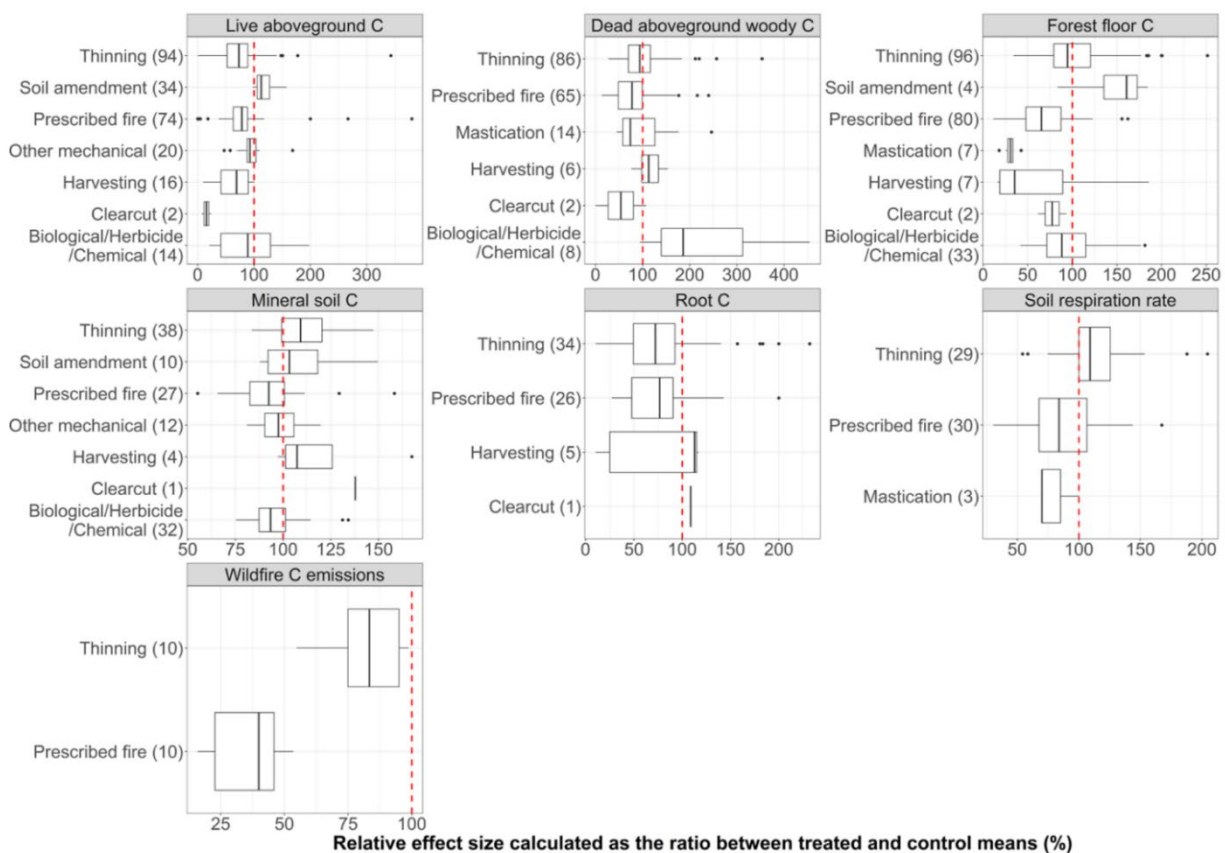 Live aboveground C
Thinning (94)
Soil amendment (34)
Prescribed fire (74)
Other mechanical (20)
Harvesting (16)
Clearcut (2)
Biological/Herbicide
/Chemical (14)
0 100 200 300
Dead aboveground woody C
Thinning (86)
Prescribed fire (65)
Mastication (14)
Harvesting (6)
Clearcut (2)
Biological/Herbicide
/Chemical (8)
0 100 200 300 400
Forest floor C
Thinning (96)
Soil amendment (4)
Prescribed fire (80)
Mastication (7)
Harvesting (7)
Clearcut (2)
Biological/Herbicide
/Chemical (33)
0 50 100 150 200 250
Mineral soil C
Thinning (38)
Soil amendment (10)
Prescribed fire (27)
Other mechanical (12)
Harvesting (4)
Clearcut (1)
Biological/Herbicide
/Chemical (32)
50 75 100 125 150
Root C
Thinning (34)
Prescribed fire (26)
Harvesting (5)
Clearcut (1)
0 50 100 150 200
Soil respiration rate
Thinning (29)
Prescribed fire (30)
Mastication (3)
50 100 150 200
Wildfire C emissions
Thinning (10)
Prescribed fire (10)
25 50 75 100
Relative effect size calculated as the ratio between treated and control means (%)